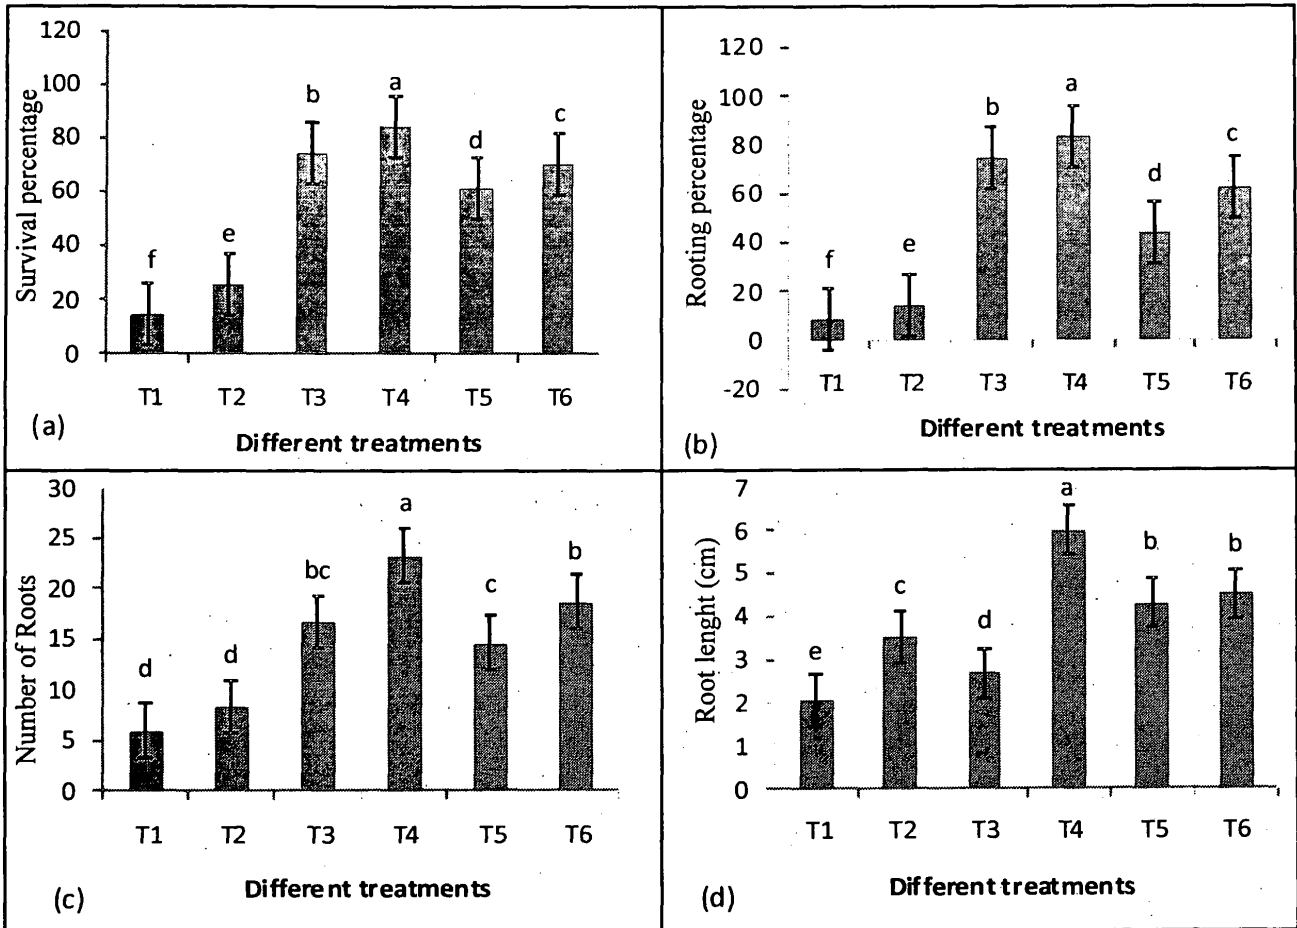 120
100
80
60
40
20
0
Survival percentage
f
e
b
a
d
c
T1 T2 T3 T4 T5 T6
Different treatments
(a)
120
100
80
60
40
20
0
-20
Rooting percentage
f
e
b
a
d
c
T1 T2 T3 T4 T5 T6
Different treatments
(b)
30
25
20
15
10
5
0
Number of Roots
d
d
bc
a
c
b
T1 T2 T3 T4 T5 T6
Different treatments
(c)
7
6
5
4
3
2
1
0
Root lenght (cm)
e
c
d
a
b
b
T1 T2 T3 T4 T5 T6
Different treatments
(d)